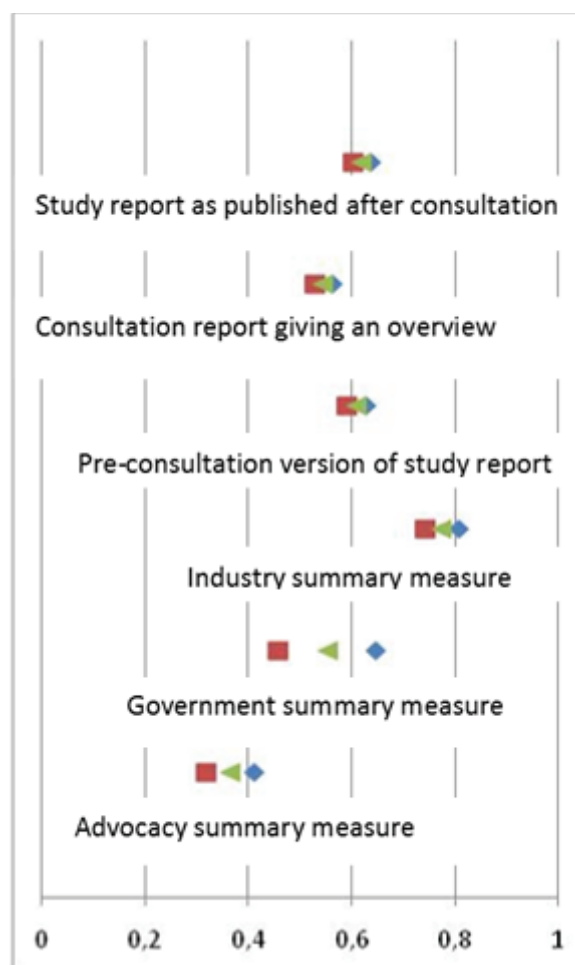 Study report as published after consultation
Consultation report giving an overview
Pre-consultation version of study report
Industry summary measure
Government summary measure
Advocacy summary measure
0 0,2 0,4 0,6 0,8 1